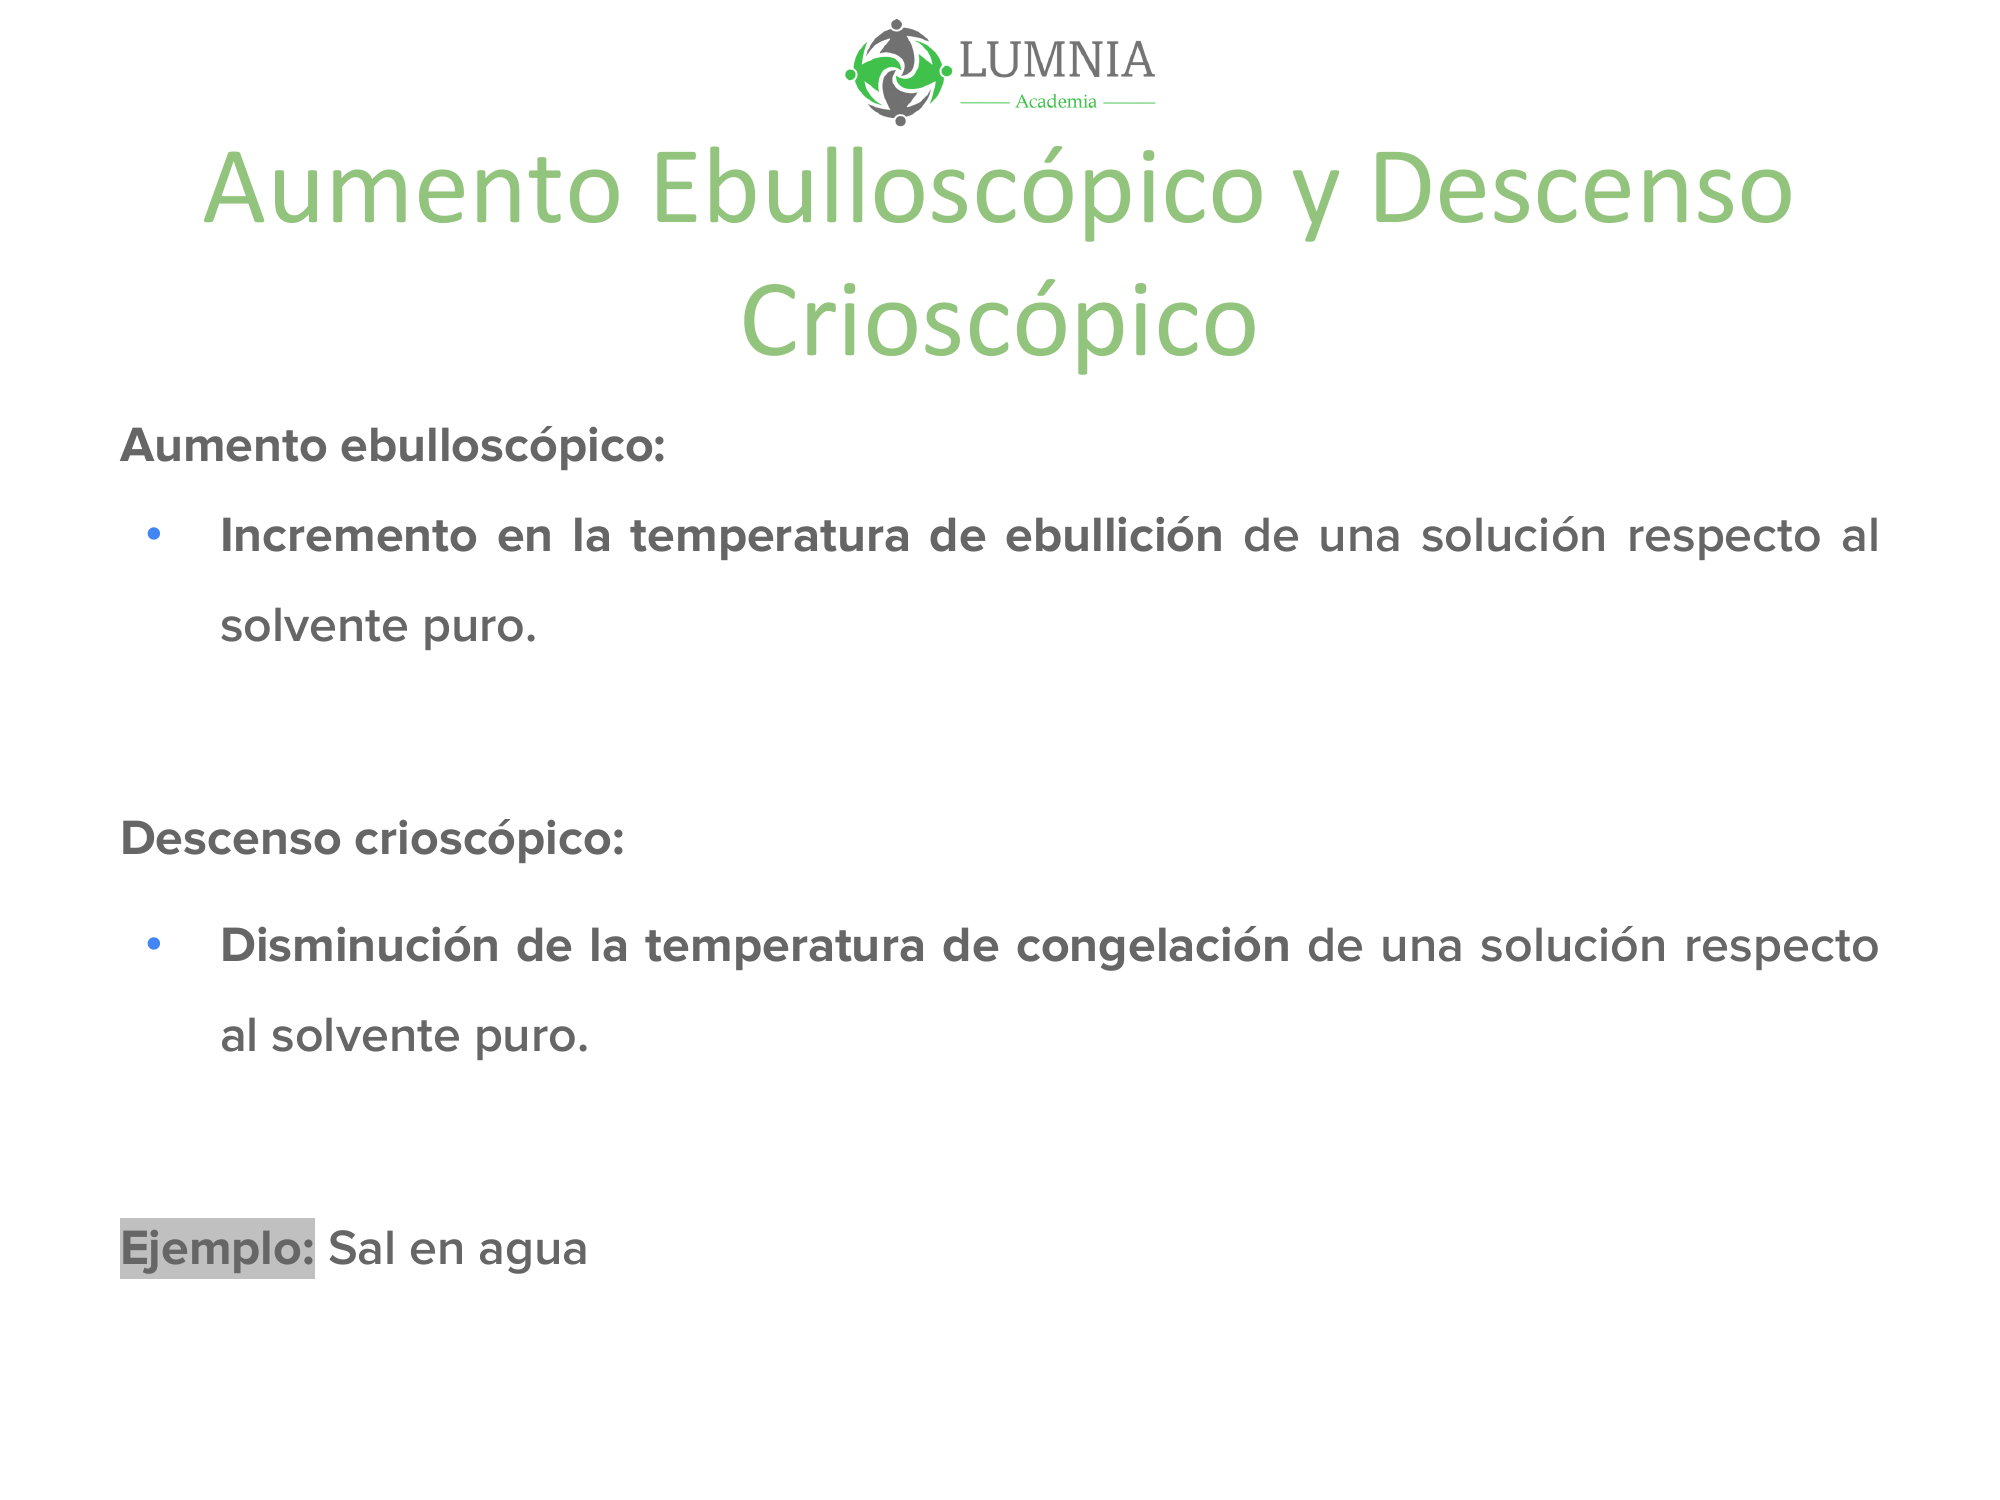 LUMNIA
Academia
Aumento Ebulloscópico y Descenso
Crioscópico
Aumento ebulloscópico:
• Incremento en la temperatura de ebullición de una solución respecto al
solvente puro.
Descenso crioscópico:
• Disminución de la temperatura de congelación de una solución respecto
al solvente puro.
Ejemplo: Sal en agua